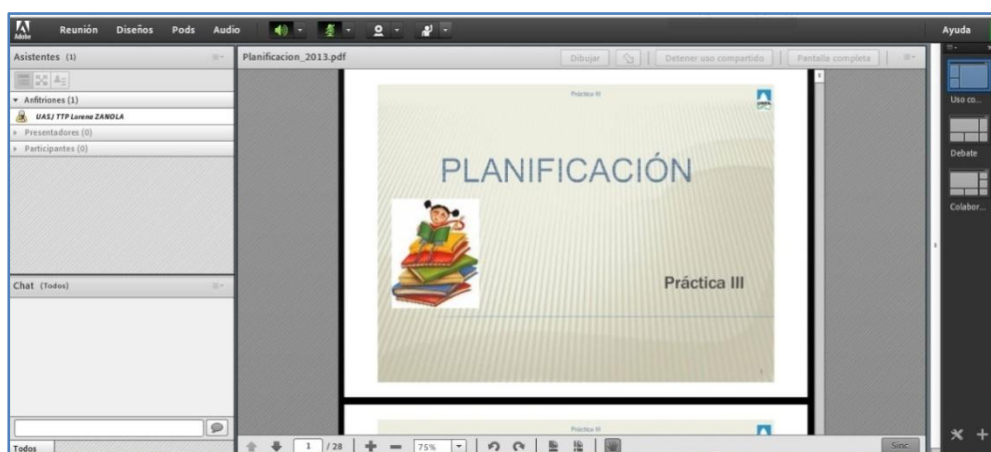 Adobe
Reunión Diseños Pods Audio Ayuda
Asistentes (1)
Anfitriones (1)
UASJ TTP Lorena ZANOLA
Presentadores (0)
Participantes (0)
Chat (Todos)
Todos
Planificacion_2013.pdf
Dibujar
Detener uso compartido
Pantalla completa
Práctica III
PLANIFICACIÓN
Práctica III
Práctica III
1 / 28
75%
Sinc
Uso co...
Debate
Colabor...